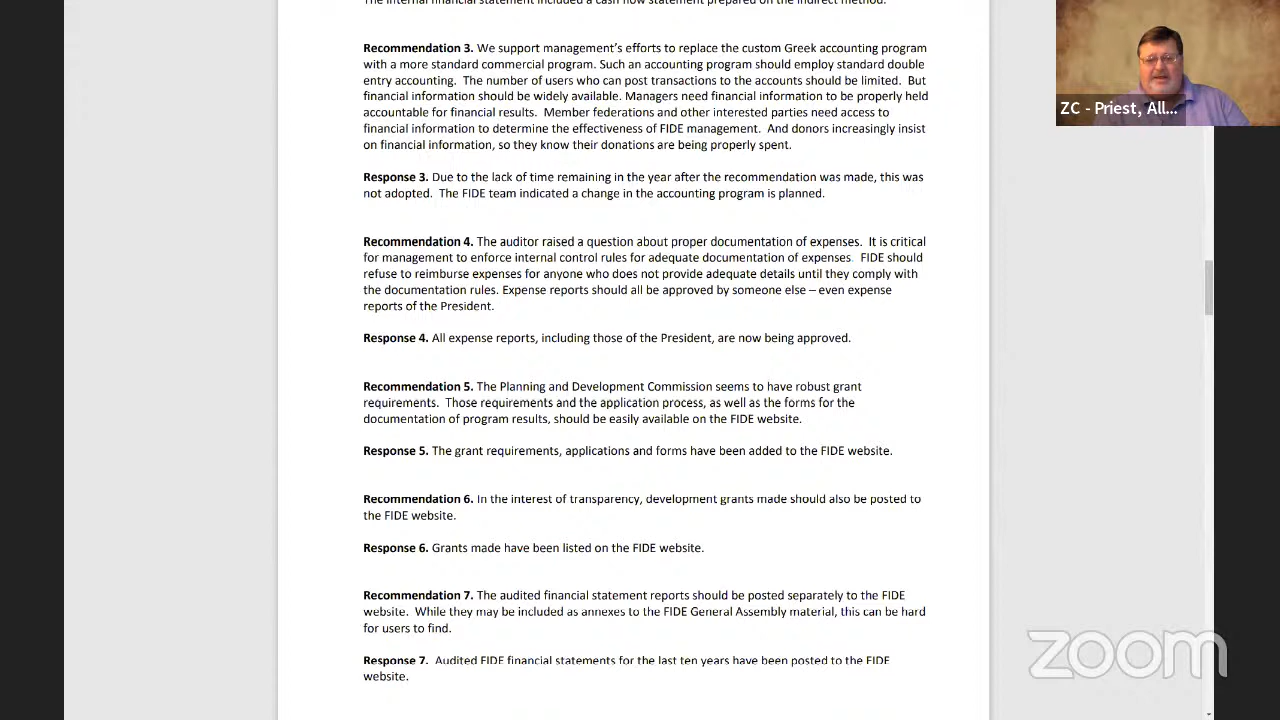 The internal financial statement included a cash flow statement prepared on the indirect method.
Recommendation 3. We support management's efforts to replace the custom Greek accounting program
with a more standard commercial program. Such an accounting program should employ standard double
entry accounting. The number of users who can post transactions to the accounts should be limited. But
financial information should be widely available. Managers need financial information to be properly held
accountable for financial results. Member federations and other interested parties need access to
financial information to determine the effectiveness of FIDE management. And donors increasingly insist
on financial information, so they know their donations are being properly spent.
Response 3. Due to the lack of time remaining in the year after the recommendation was made, this was
not adopted. The FIDE team indicated a change in the accounting program is planned.
Recommendation 4. The auditor raised a question about proper documentation of expenses. It is critical
for management to enforce internal control rules for adequate documentation of expenses. FIDE should
refuse to reimburse expenses for anyone who does not provide adequate details until they comply with
the documentation rules. Expense reports should all be approved by someone else – even expense
reports of the President.
Response 4. All expense reports, including those of the President, are now being approved.
Recommendation 5. The Planning and Development Commission seems to have robust grant
requirements. Those requirements and the application process, as well as the forms for the
documentation of program results, should be easily available on the FIDE website.
Response 5. The grant requirements, applications and forms have been added to the FIDE website.
Recommendation 6. In the interest of transparency, development grants made should also be posted to
the FIDE website.
Response 6. Grants made have been listed on the FIDE website.
Recommendation 7. The audited financial statement reports should be posted separately to the FIDE
website. While they may be included as annexes to the FIDE General Assembly material, this can be hard
for users to find.
Response 7. Audited FIDE financial statements for the last ten years have been posted to the FIDE
website.
ZC - Priest, All...
zoom